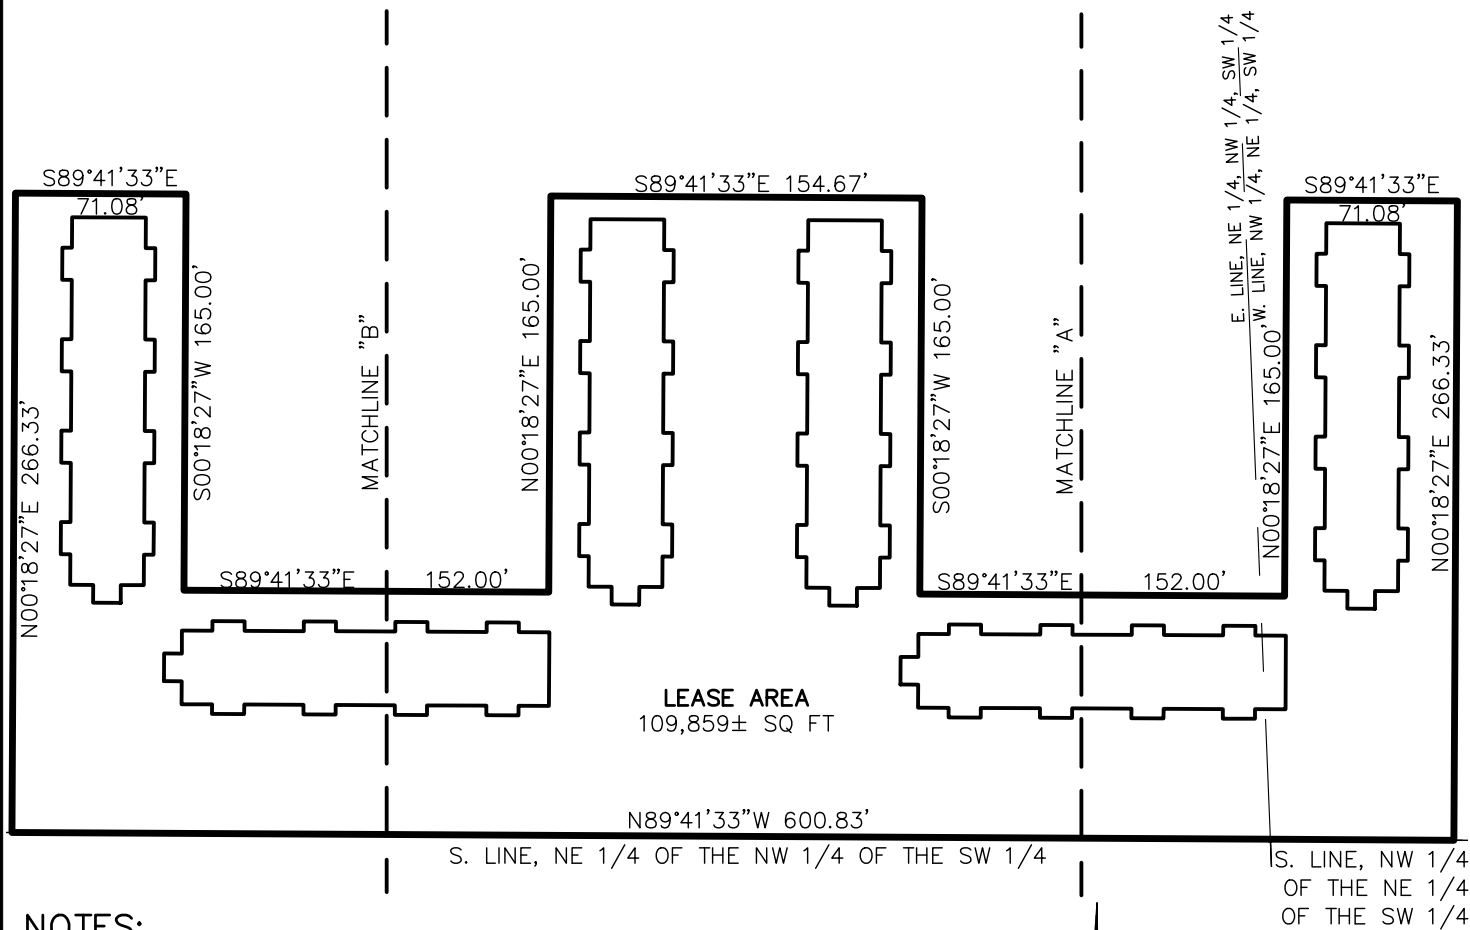 E. LINE, NE 1/4, NW 1/4, SW 1/4
W. LINE, NW 1/4, NE 1/4, SW 1/4
S89°41'33"E
71.08'
S89°41'33"E 154.67'
S89°41'33"E
71.08'
N00°18'27"E 266.33'
S00°18'27"W 165.00'
MATCHLINE "B"
N00°18'27"E 165.00'
S00°18'27"W 165.00'
MATCHLINE "A"
N00°18'27"E 165.00'
N00°18'27"E 266.33'
S89°41'33"E 152.00'
S89°41'33"E 152.00'
LEASE AREA
109,859± SQ FT
N89°41'33"W 600.83'
S. LINE, NE 1/4 OF THE NW 1/4 OF THE SW 1/4
S. LINE, NW 1/4
OF THE NE 1/4
OF THE SW 1/4
NOTES: